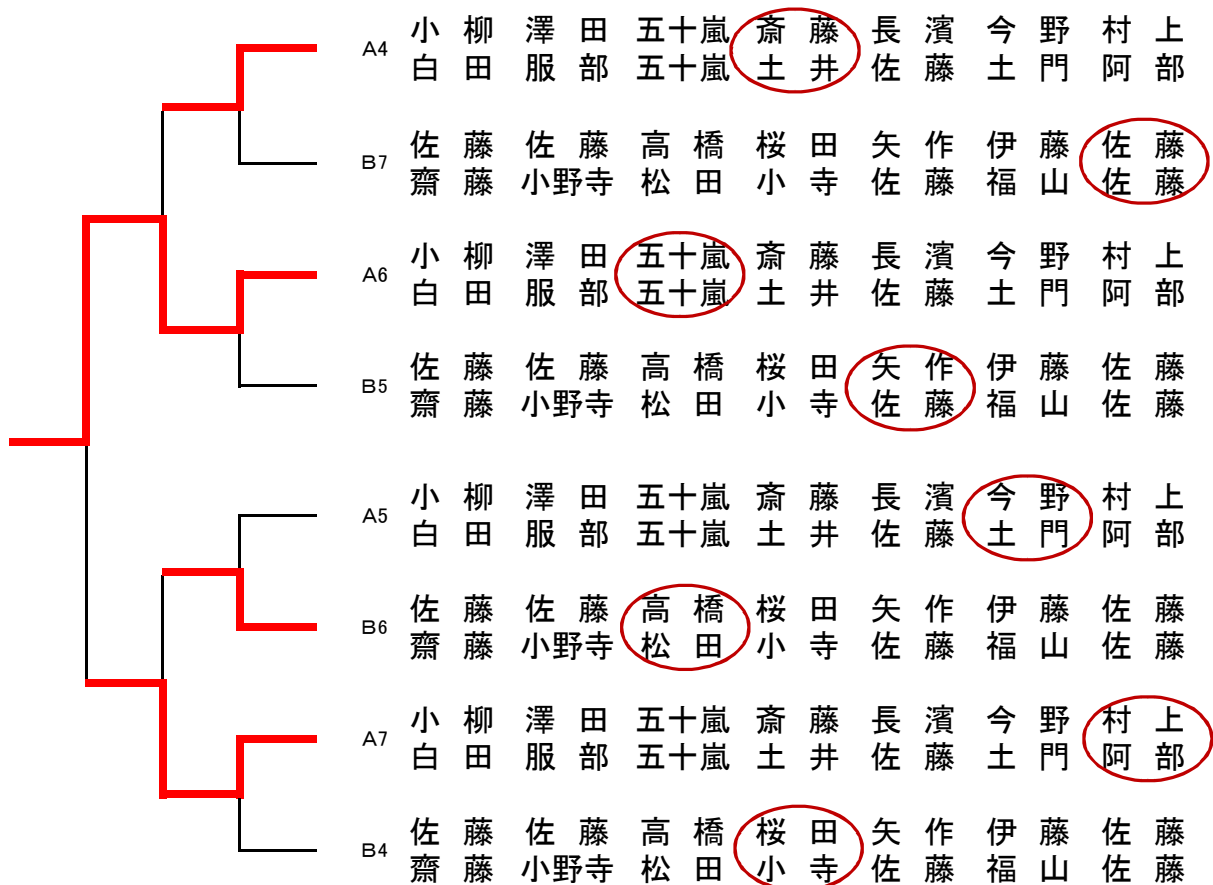 小 柳 澤 田 五十嵐 斎 藤 長 濱 今 野 村 上
A4
白 田 服 部 五十嵐 土 井 佐 藤 土 門 阿 部
佐 藤 佐 藤 高 橋 桜 田 矢 作 伊 藤 佐 藤
B7
齋 藤 小野寺 松 田 小 寺 佐 藤 福 山 佐 藤
小 柳 澤 田 五十嵐 斎 藤 長 濱 今 野 村 上
A6
白 田 服 部 五十嵐 土 井 佐 藤 土 門 阿 部
佐 藤 佐 藤 高 橋 桜 田 矢 作 伊 藤 佐 藤
B5
齋 藤 小野寺 松 田 小 寺 佐 藤 福 山 佐 藤
小 柳 澤 田 五十嵐 斎 藤 長 濱 今 野 村 上
A5
白 田 服 部 五十嵐 土 井 佐 藤 土 門 阿 部
佐 藤 佐 藤 高 橋 桜 田 矢 作 伊 藤 佐 藤
B6
齋 藤 小野寺 松 田 小 寺 佐 藤 福 山 佐 藤
小 柳 澤 田 五十嵐 斎 藤 長 濱 今 野 村 上
A7
白 田 服 部 五十嵐 土 井 佐 藤 土 門 阿 部
佐 藤 佐 藤 高 橋 桜 田 矢 作 伊 藤 佐 藤
B4
齋 藤 小野寺 松 田 小 寺 佐 藤 福 山 佐 藤